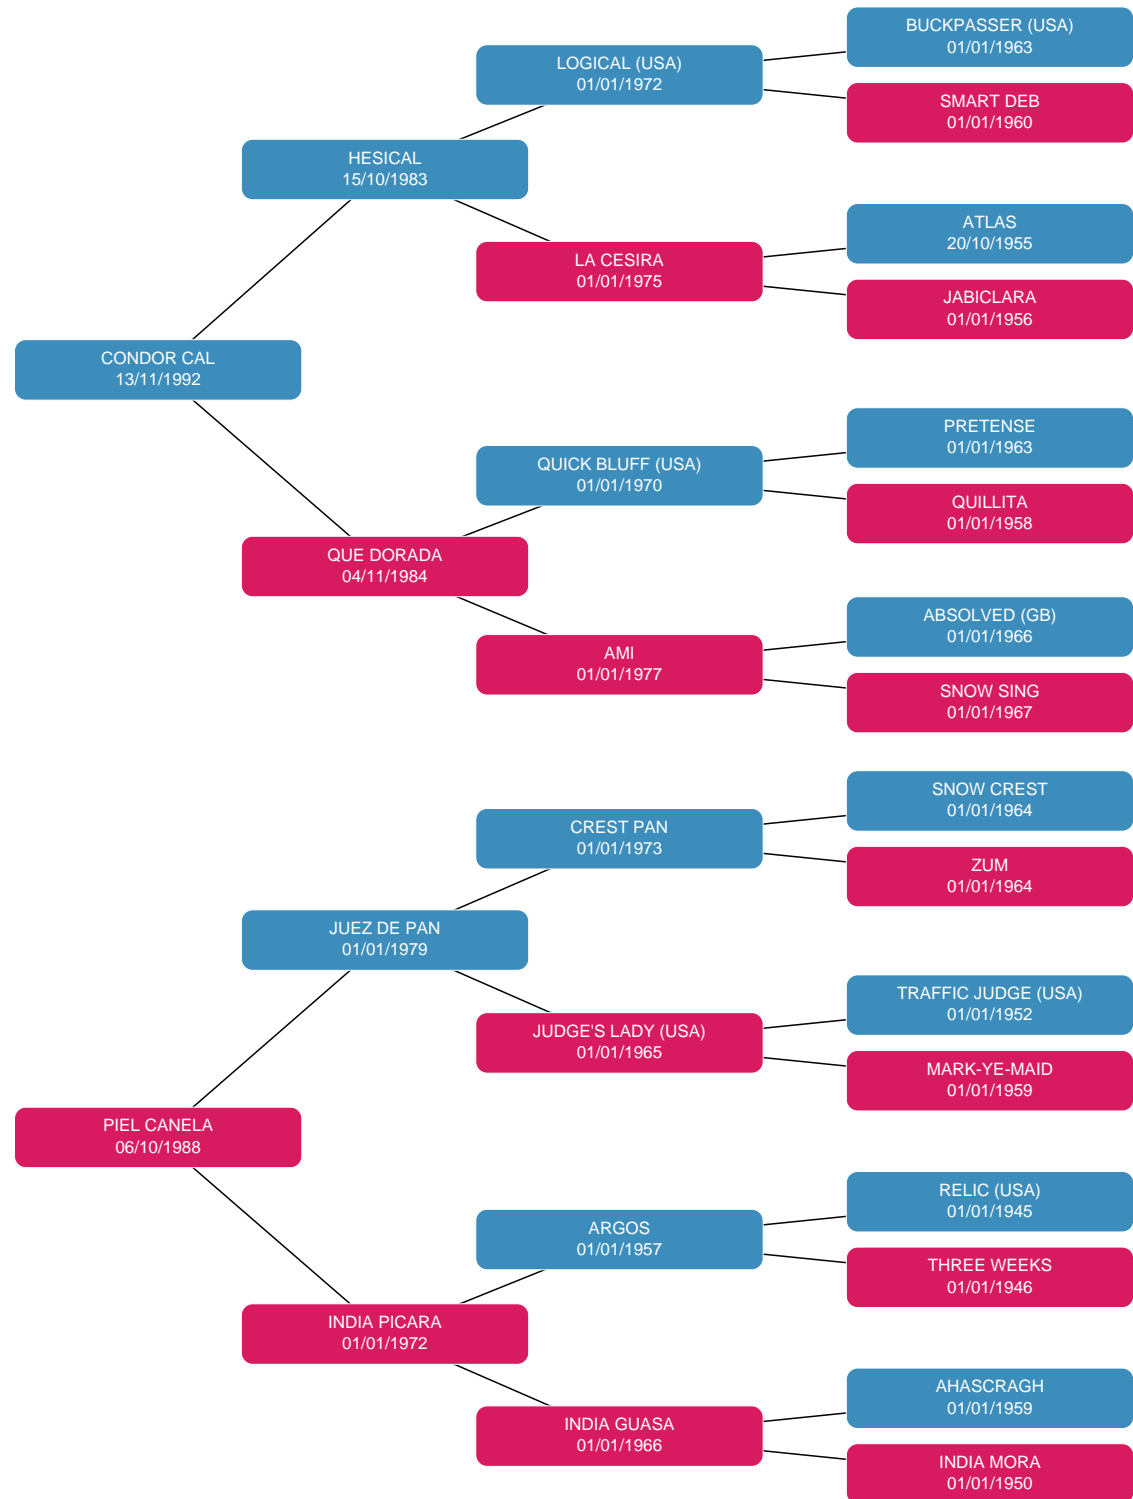 BUCKPASSER (USA)
01/01/1963
LOGICAL (USA)
01/01/1972
SMART DEB
01/01/1960
HESICAL
15/10/1983
ATLAS
20/10/1955
LA CESIRA
01/01/1975
JABICLARA
01/01/1956
CONDOR CAL
13/11/1992
PRETENSE
01/01/1963
QUICK BLUFF (USA)
01/01/1970
QUILLITA
01/01/1958
QUE DORADA
04/11/1984
ABSOLVED (GB)
01/01/1966
AMI
01/01/1977
SNOW SING
01/01/1967
SNOW CREST
01/01/1964
CREST PAN
01/01/1973
ZUM
01/01/1964
JUEZ DE PAN
01/01/1979
TRAFFIC JUDGE (USA)
01/01/1952
JUDGE'S LADY (USA)
01/01/1965
MARK-YE-MAID
01/01/1959
PIEL CANELA
06/10/1988
RELIC (USA)
01/01/1945
ARGOS
01/01/1957
THREE WEEKS
01/01/1946
INDIA PICARA
01/01/1972
AHASCRAGH
01/01/1959
INDIA GUASA
01/01/1966
INDIA MORA
01/01/1950